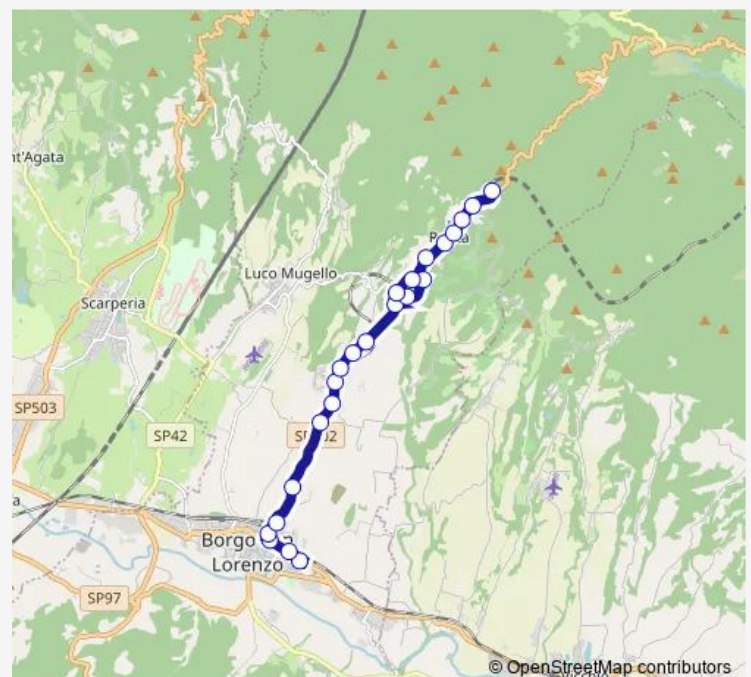 nt'Agata
Luco Mugello
Scarperia
SP503
SP42
Borgo
Lorenzo
SP97
© OpenStreetMap contributors